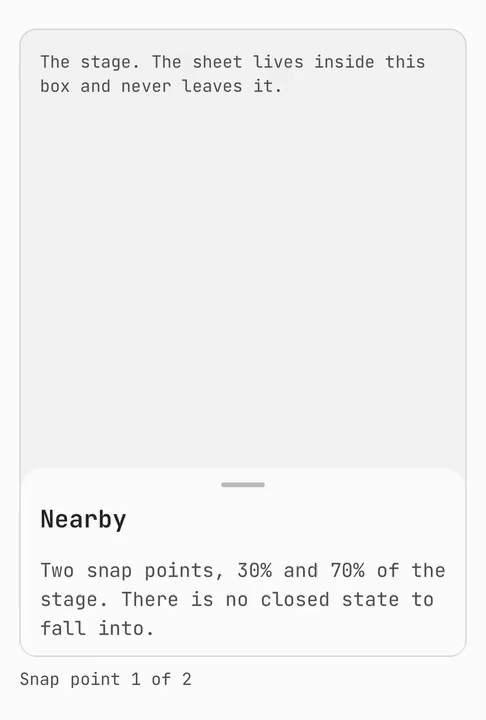 The stage. The sheet lives inside this
box and never leaves it.
Nearby
Two snap points, 30% and 70% of the
stage. There is no closed state to
fall into.
Snap point 1 of 2